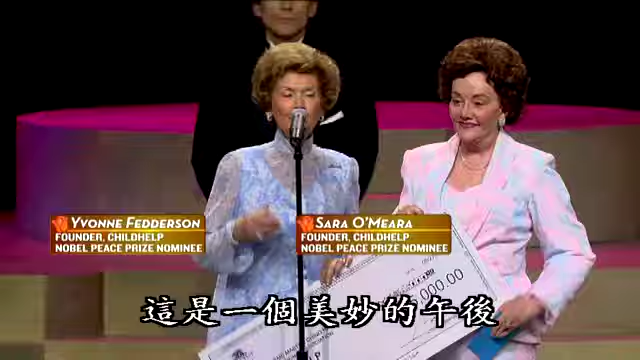 YVONNE FEDDERSON
FOUNDER, CHILDHELP
NOBEL PEACE PRIZE NOMINEE
SARA O'MEARA
FOUNDER, CHILDHELP
NOBEL PEACE PRIZE NOMINEE
,000.00
這是一個美妙的午後